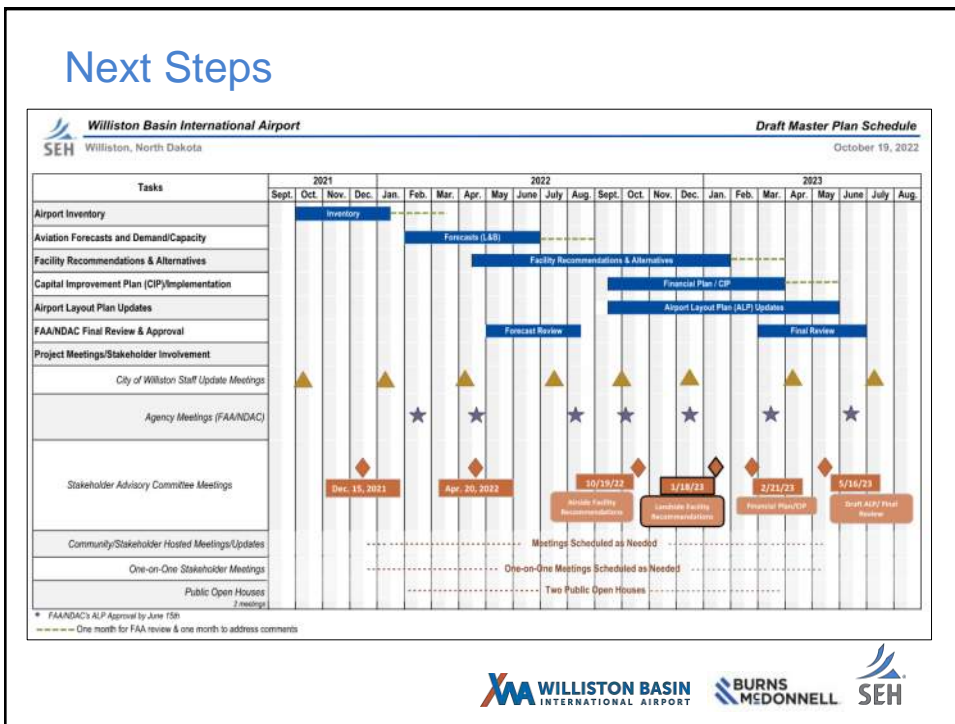 Next Steps
Williston Basin International Airport
Draft Master Plan Schedule
SEH
Williston, North Dakota
October 19, 2022
Tasks
2021
2022
2023
Sept. Oct. Nov. Dec. Jan. Feb. Mar. Apr. May June July Aug. Sept. Oct. Nov. Dec. Jan. Feb. Mar. Apr. May June July Aug.
Airport Inventory
Inventory
Aviation Forecasts and Demand/Capacity
Forecasts (L&B)
Facility Recommendations & Alternatives
Facility Recommendations & Alternatives
Capital Improvement Plan (CIP)/Implementation
Financial Plan / CIP
Airport Layout Plan Updates
Airport Layout Plan (ALP) Updates
FAA/NDAC Final Review & Approval
Forecast Review
Final Review
Project Meetings/Stakeholder Involvement
City of Williston Staff Update Meetings
Agency Meetings (FAA/NDAC)
Stakeholder Advisory Committee Meetings
Dec. 15, 2021
Apr. 20, 2022
10/19/22
Airside Facility
Recommendations
1/18/23
Landside Facility
Recommendations
2/21/23
Financial Plan/CIP
5/16/23
Draft ALP/ Final
Review
Community/Stakeholder Hosted Meetings/Updates
Meetings Scheduled as Needed
One-on-One Stakeholder Meetings
One-on-One Meetings Scheduled as Needed
Public Open Houses
2 meetings
Two Public Open Houses
* FAA/NDAC's ALP Approval by June 15th
One month for FAA review & one month to address comments
XWA WILLISTON BASIN
INTERNATIONAL AIRPORT
BURNS
McDONNELL
SEH